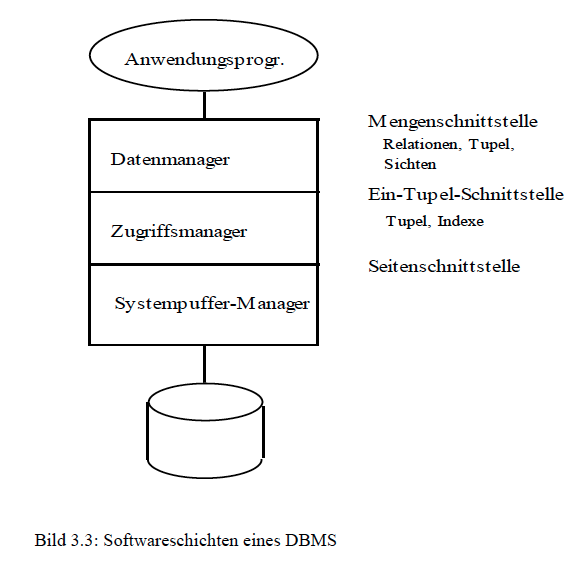 Anwendungsprogr.
Mengenschnittstelle
Relationen, Tupel,
Sichten
Datenmanager
Ein-Tupel-Schnittstelle
Tupel, Indexe
Zugriffsmanager
Seitenschnittstelle
Systempuffer-Manager
Bild 3.3: Softwareschichten eines DBMS